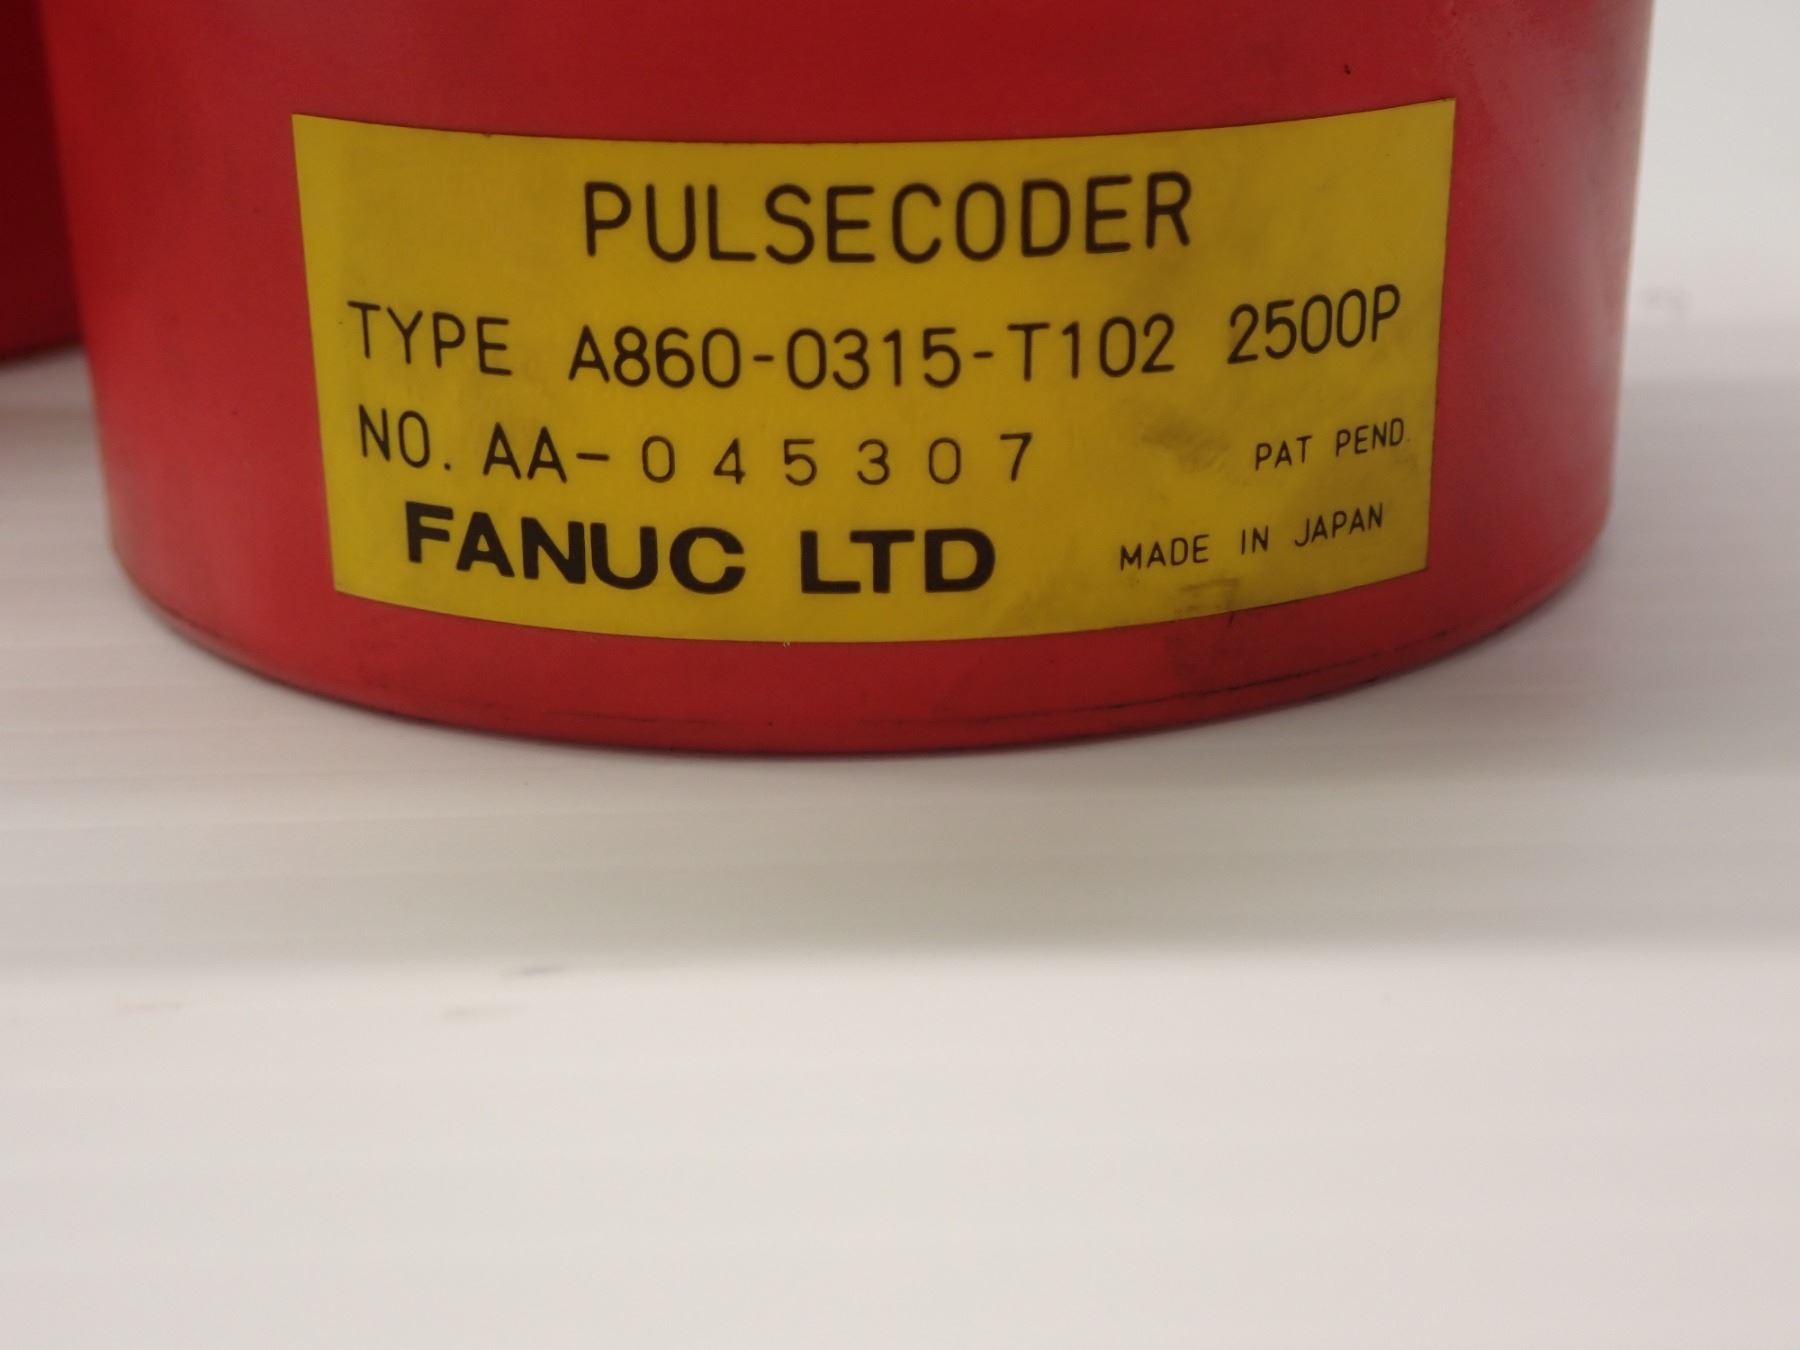 PULSECODER
TYPE A860-0315-T102 2500P
NO. AA-045307 PAT PEND.
FANUC LTD MADE IN JAPAN